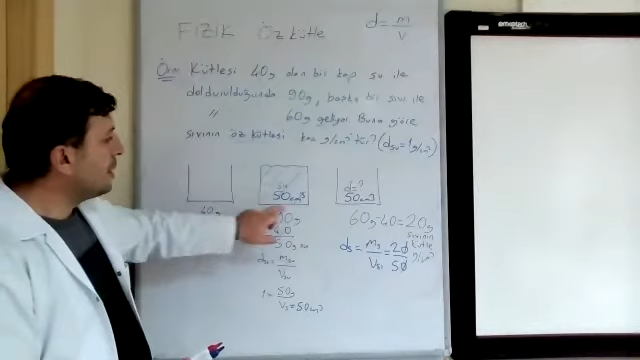 FİZİK Öz kütle d = m/V
Örn: Kütlesi 40g olan bir kap su ile
doldurulduğunda 90g, başka bir sıvı ile
" 60g geliyor. Buna göre
sıvının öz kütlesi kaç g/cm³ tür? (dsu = 1g/cm³)
su d=?
50cm³ 50cm³
40g 90g 60g-40=20g
40 sıvının
50g su kütle
ds = ms/Vs = 20/50 g/cm³
dsu = msu/Vsu
1 = 50g/Vs = 50cm³